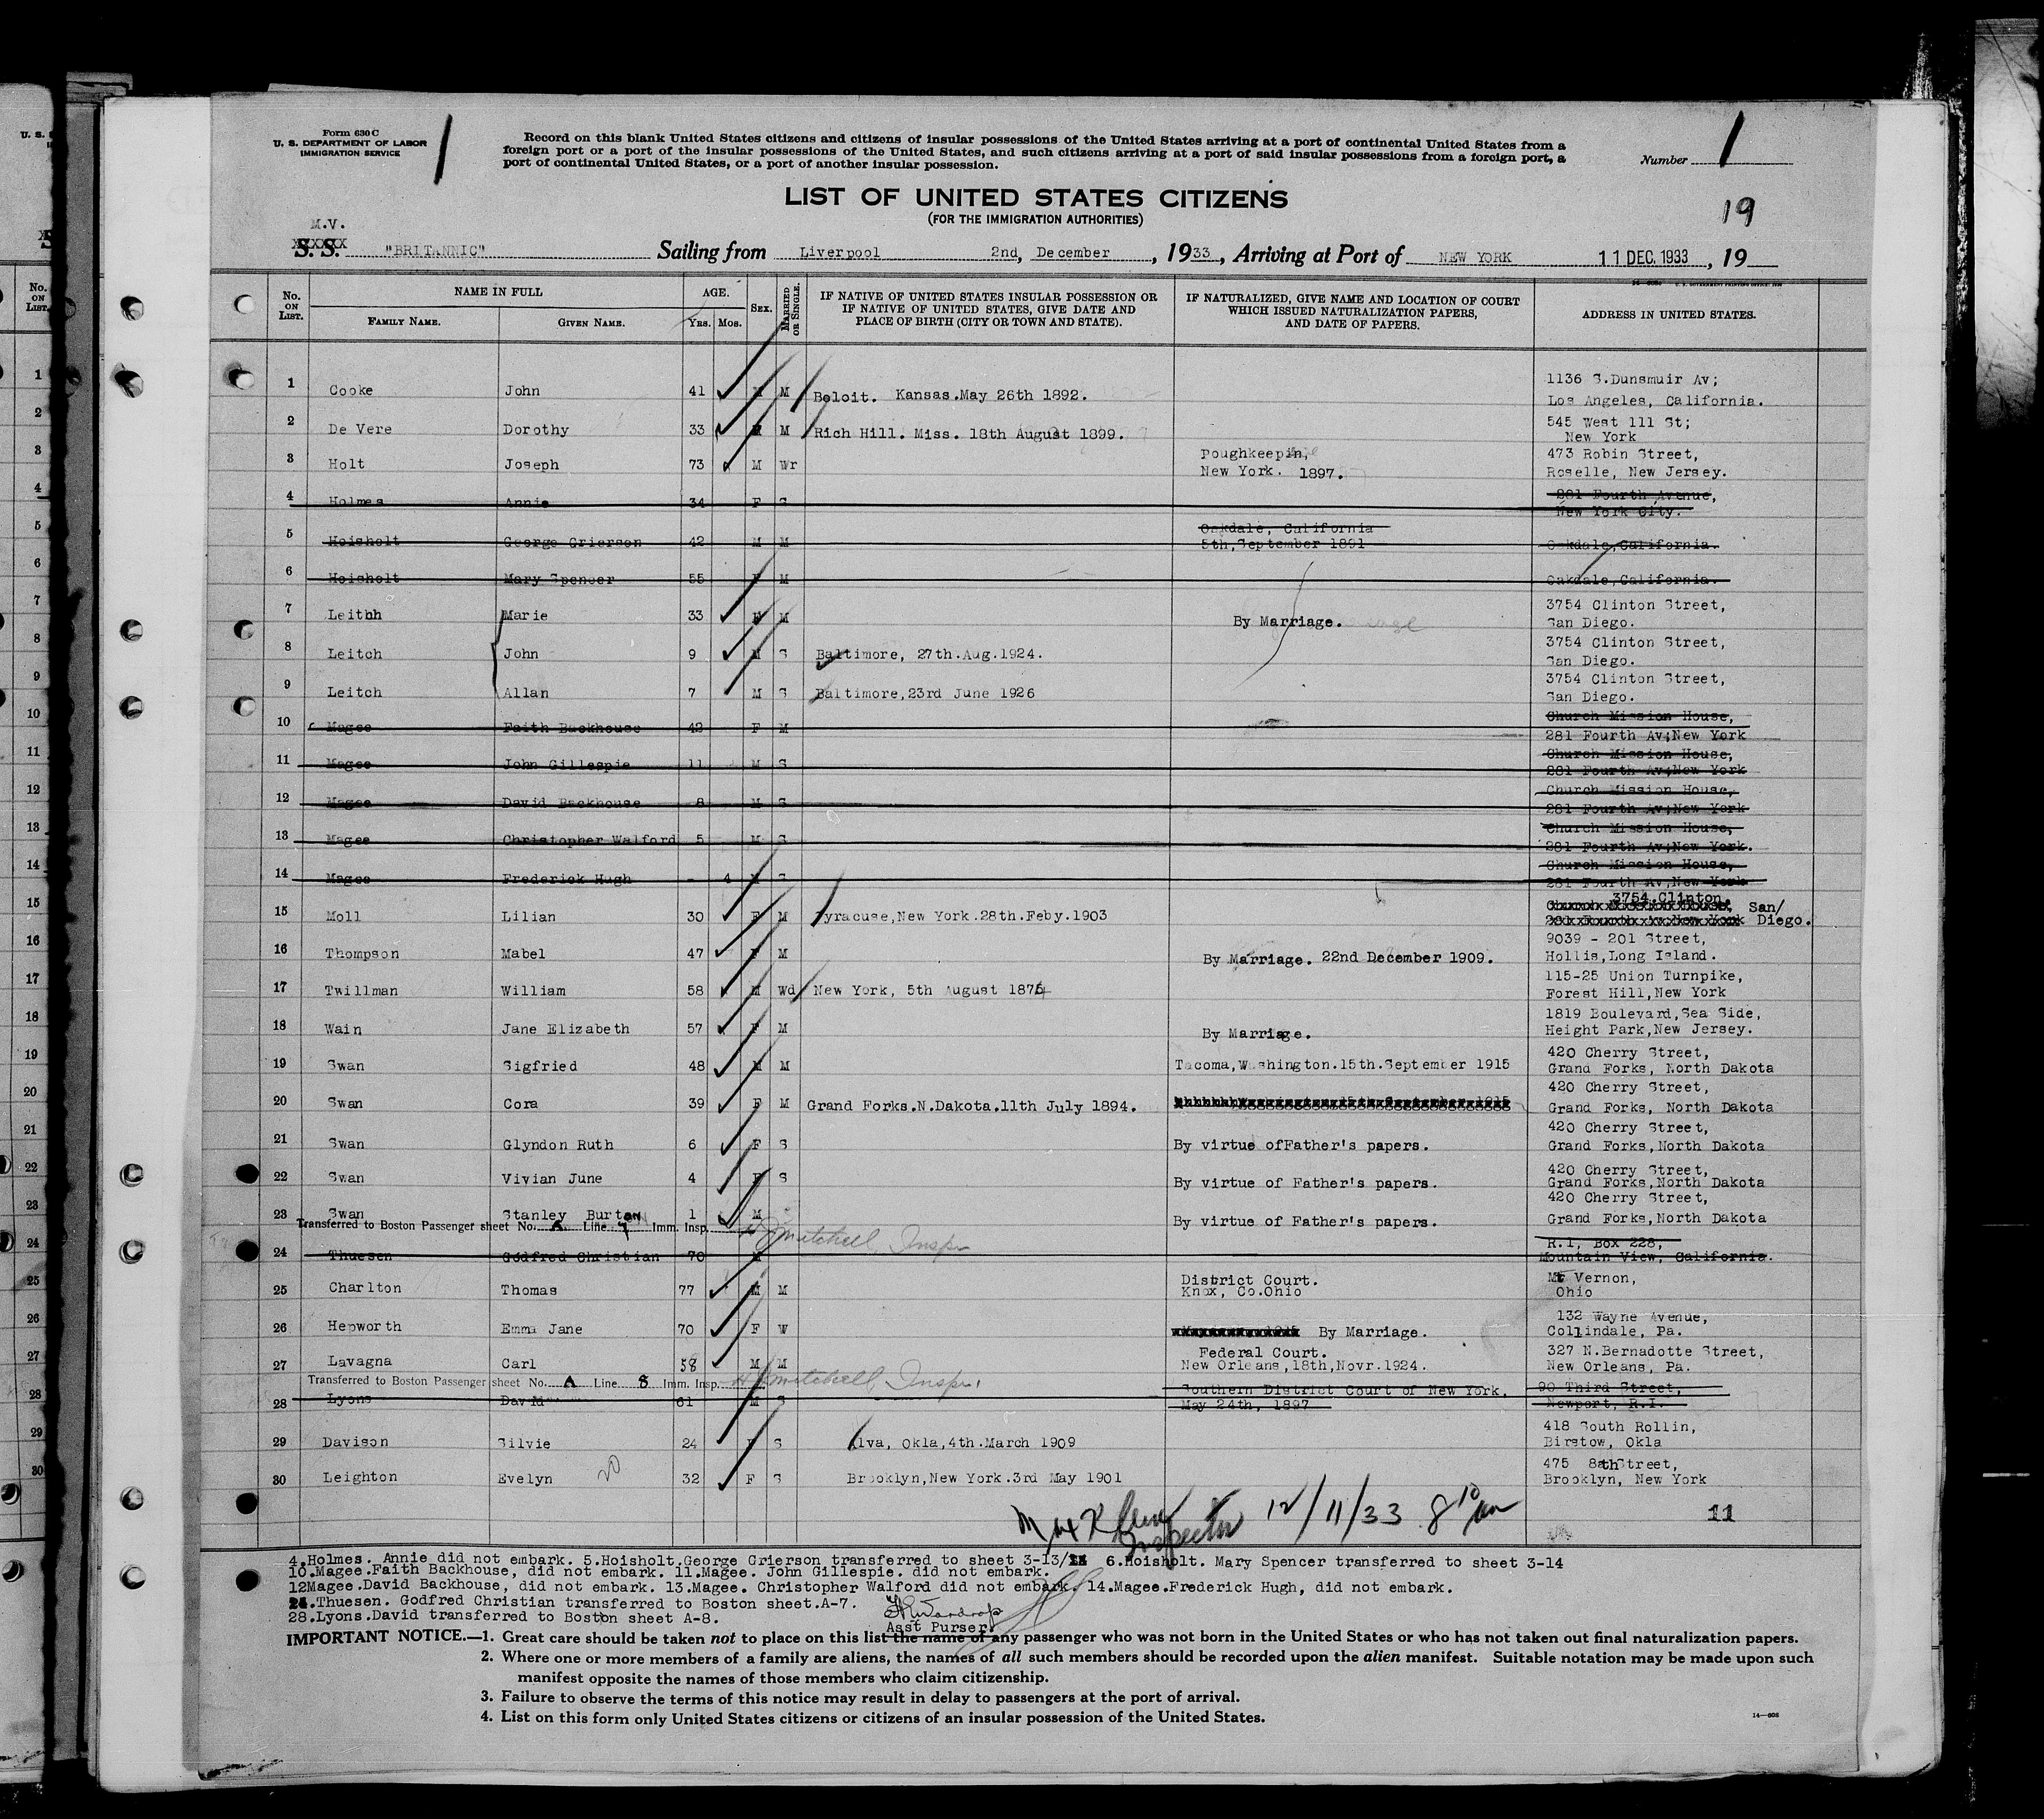 Form 630 C
U. S. DEPARTMENT OF LABOR
IMMIGRATION SERVICE
1
Record on this blank United States citizens and citizens of insular possessions of the United States arriving at a port of continental United States from a
foreign port or a port of the insular possessions of the United States, and such citizens arriving at a port of said insular possessions from a foreign port, a
port of continental United States, or a port of another insular possession.
Number 1
LIST OF UNITED STATES CITIZENS
(FOR THE IMMIGRATION AUTHORITIES)
19
M.V.
S. S. "BRITANNIC" Sailing from Liverpool 2nd, December, 1933, Arriving at Port of NEW YORK 11 DEC. 1933, 19
No. ON LIST. NAME IN FULL AGE. SEX. MARRIED OR SINGLE. IF NATIVE OF UNITED STATES INSULAR POSSESSION OR IF NATIVE OF UNITED STATES, GIVE DATE AND PLACE OF BIRTH (CITY OR TOWN AND STATE). IF NATURALIZED, GIVE NAME AND LOCATION OF COURT WHICH ISSUED NATURALIZATION PAPERS, AND DATE OF PAPERS. ADDRESS IN UNITED STATES.
FAMILY NAME. GIVEN NAME. YRS. MOS.
1 Cooke John 41 M M Beloit. Kansas.May 26th 1892. 1136 S.Dunsmuir Av;
Los Angeles, California.
2 De Vere Dorothy 33 F M Rich Hill. Miss. 18th August 1899. 545 West 111 St;
New York
3 Holt Joseph 73 M Wr Poughkeepin, 473 Robin Street,
New York. 1897. Roselle, New Jersey.
4 Holmes Annie 34 F S 281 Fourth Avenue,
New York City.
5 Hoisholt George Grierson 42 M M Oakdale, California
5th,September 1891 Oakdale,California.
6 Hoisholt Mary Spencer 55 F M Oakdale,California.
7 Leitch Marie 33 F M By Marriage. 3754 Clinton Street,
San Diego.
8 Leitch John 9 M S Baltimore, 27th.Aug.1924. 3754 Clinton Street,
San Diego.
9 Leitch Allan 7 M S Baltimore,23rd June 1926 3754 Clinton Street,
San Diego.
10 Magee Faith Backhouse 42 F M Church Mission House,
281 Fourth Av;New York
11 Magee John Gillespie 11 M S Church Mission House,
281 Fourth Av;New York
12 Magee David Backhouse 8 M S Church Mission House,
281 Fourth Av;New York
13 Magee Christopher Walford 5 M S Church Mission House,
281 Fourth Av;New York.
14 Magee Frederick Hugh - 4 M S Church Mission House,
281 Fourth Av,New York
15 Moll Lilian 30 F M Syracuse,New York.28th.Feby.1903 3754.Clinton, San/
Diego.
16 Thompson Mabel 47 F M By Marriage. 22nd December 1909. 9039 - 201 Street,
Hollis,Long Island.
17 Twillman William 58 M Wd New York, 5th August 1874 115-25 Union Turnpike,
Forest Hill,New York
18 Wain Jane Elizabeth 57 F M By Marriage. 1819 Boulevard,Sea Side,
Height Park,New Jersey.
19 Swan Sigfried 48 M M Tacoma,Washington.15th.September 1915 420 Cherry Street,
Grand Forks, North Dakota
20 Swan Cora 39 F M Grand Forks.N.Dakota.11th July 1894. 420 Cherry Street,
Grand Forks, North Dakota
21 Swan Glyndon Ruth 6 F S By virtue ofFather's papers. 420 Cherry Street,
Grand Forks,North Dakota
22 Swan Vivian June 4 F S By virtue of Father's papers. 420 Cherry Street,
Grand Forks,North Dakota
23 Swan Stanley Burton 1 M By virtue of Father's papers. 420 Cherry Street,
Grand Forks,North Dakota
Transferred to Boston Passenger sheet No. A Line 7 Imm. Insp. H Mitchell, Inspr
24 Thuesen Godfred Christian 70 M R.1, Box 228,
Mountain View, California.
25 Charlton Thomas 77 M M District Court. Mt Vernon,
Knox, Co.Ohio Ohio
26 Hepworth Emma Jane 70 F W By Marriage. 132 Wayne Avenue,
Collindale, Pa.
27 Lavagna Carl 58 M M Federal Court. 327 N.Bernadotte Street,
New Orleans,18th,Novr.1924. New Orleans, Pa.
Transferred to Boston Passenger sheet No. A Line 8 Imm. Insp. H Mitchell, Inspr.
28 Lyons David 61 M S Southern District Court of New York. 90 Third Street,
May 24th, 1897 Newport, R.I.
29 Davison Silvie 24 F S Alva, Okla,4th.March 1909 418 South Rollin,
Birstow, Okla
30 Leighton Evelyn 20 32 F S Brooklyn,New York.3rd May 1901 475 8th Street,
Brooklyn, New York
Inspector 12/11/33 8 10 am 11
4.Holmes. Annie did not embark. 5.Hoisholt.George Grierson transferred to sheet 3-13/ 6.Hoisholt. Mary Spencer transferred to sheet 3-14
10.Magee.Faith Backhouse, did not embark. 11.Magee. John Gillespie. did not embark.
12Magee.David Backhouse, did not embark. 13.Magee. Christopher Walford did not embark. 14.Magee.Frederick Hugh, did not embark.
24.Thuesen. Godfred Christian transferred to Boston sheet.A-7.
28.Lyons.David transferred to Boston sheet A-8.
Asst Purser.
IMPORTANT NOTICE.—1. Great care should be taken not to place on this list the name of any passenger who was not born in the United States or who has not taken out final naturalization papers.
2. Where one or more members of a family are aliens, the names of all such members should be recorded upon the alien manifest. Suitable notation may be made upon such
manifest opposite the names of those members who claim citizenship.
3. Failure to observe the terms of this notice may result in delay to passengers at the port of arrival.
4. List on this form only United States citizens or citizens of an insular possession of the United States.